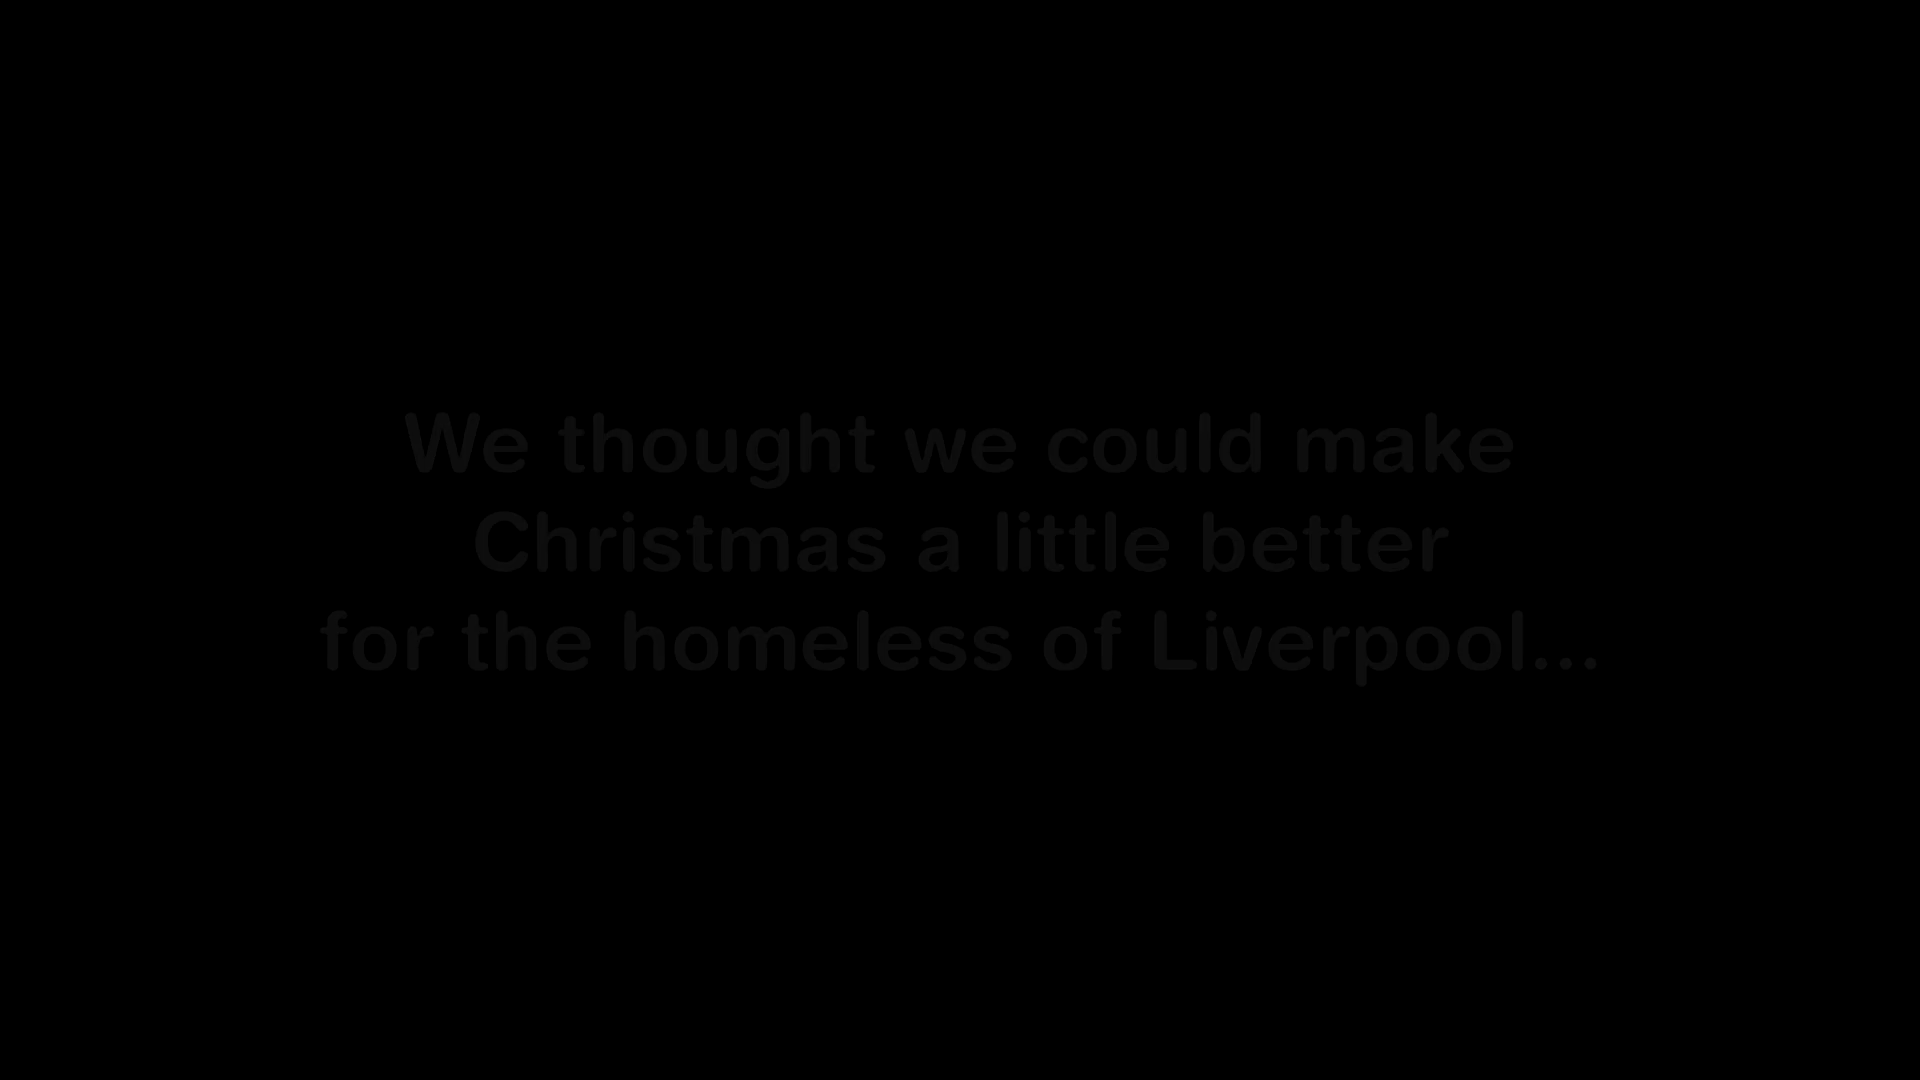 We thought we could make
Christmas a little better
for the homeless of Liverpool...